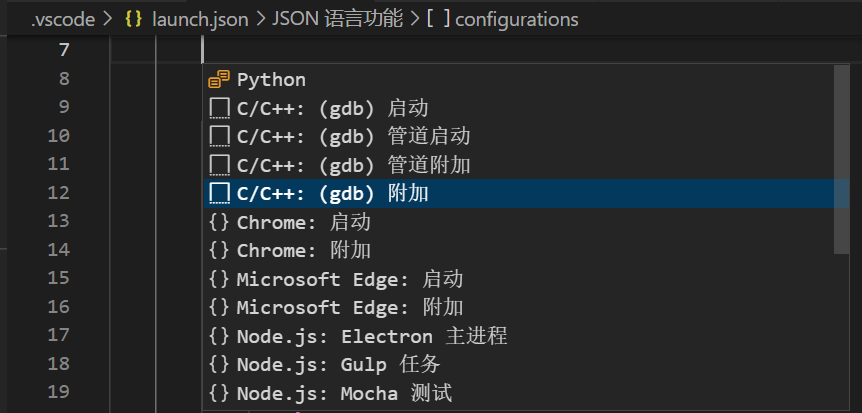 .vscode > {} launch.json > JSON 语言功能 > [ ] configurations
7
8 Python
9 C/C++: (gdb) 启动
10 C/C++: (gdb) 管道启动
11 C/C++: (gdb) 管道附加
12 C/C++: (gdb) 附加
13 {} Chrome: 启动
14 {} Chrome: 附加
15 {} Microsoft Edge: 启动
16 {} Microsoft Edge: 附加
17 {} Node.js: Electron 主进程
18 {} Node.js: Gulp 任务
19 {} Node.js: Mocha 测试